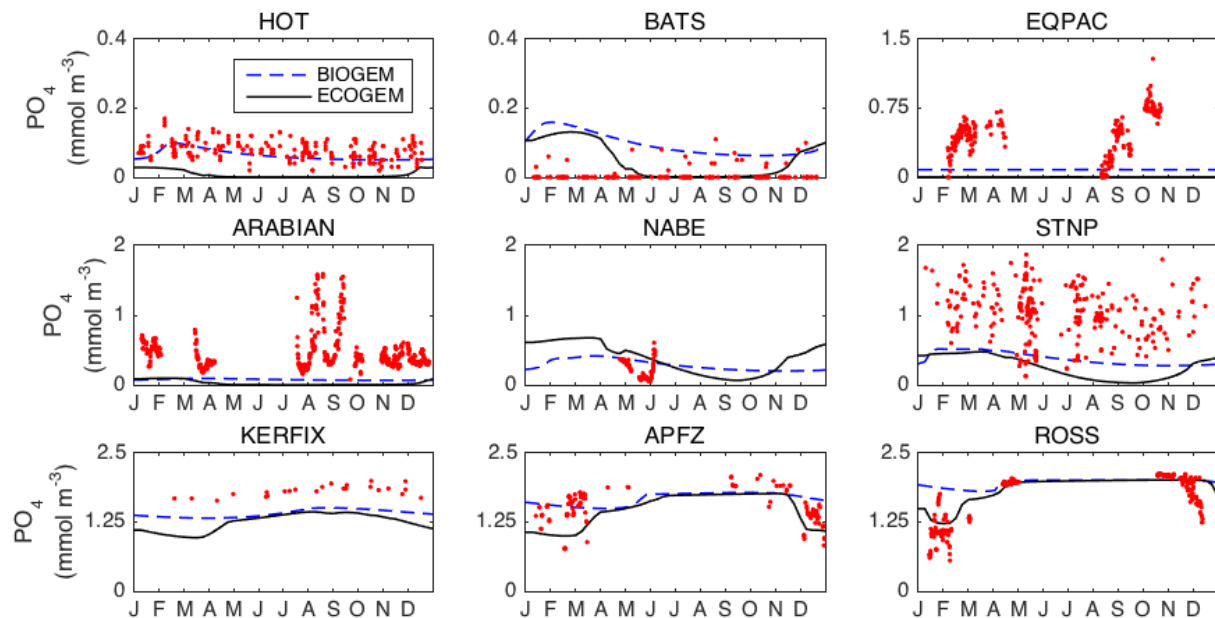 HOT BATS EQPAC
PO4
(mmol m-3)
0.4
0.2
0
BIOGEM
ECOGEM
J F M A M J J A S O N D
0.4
0.2
0
J F M A M J J A S O N D
1.5
0.75
0
J F M A M J J A S O N D
ARABIAN NABE STNP
PO4
(mmol m-3)
2
1
0
J F M A M J J A S O N D
2
1
0
J F M A M J J A S O N D
2
1
0
J F M A M J J A S O N D
KERFIX APFZ ROSS
PO4
(mmol m-3)
2.5
1.25
0
J F M A M J J A S O N D
2.5
1.25
0
J F M A M J J A S O N D
2.5
1.25
0
J F M A M J J A S O N D